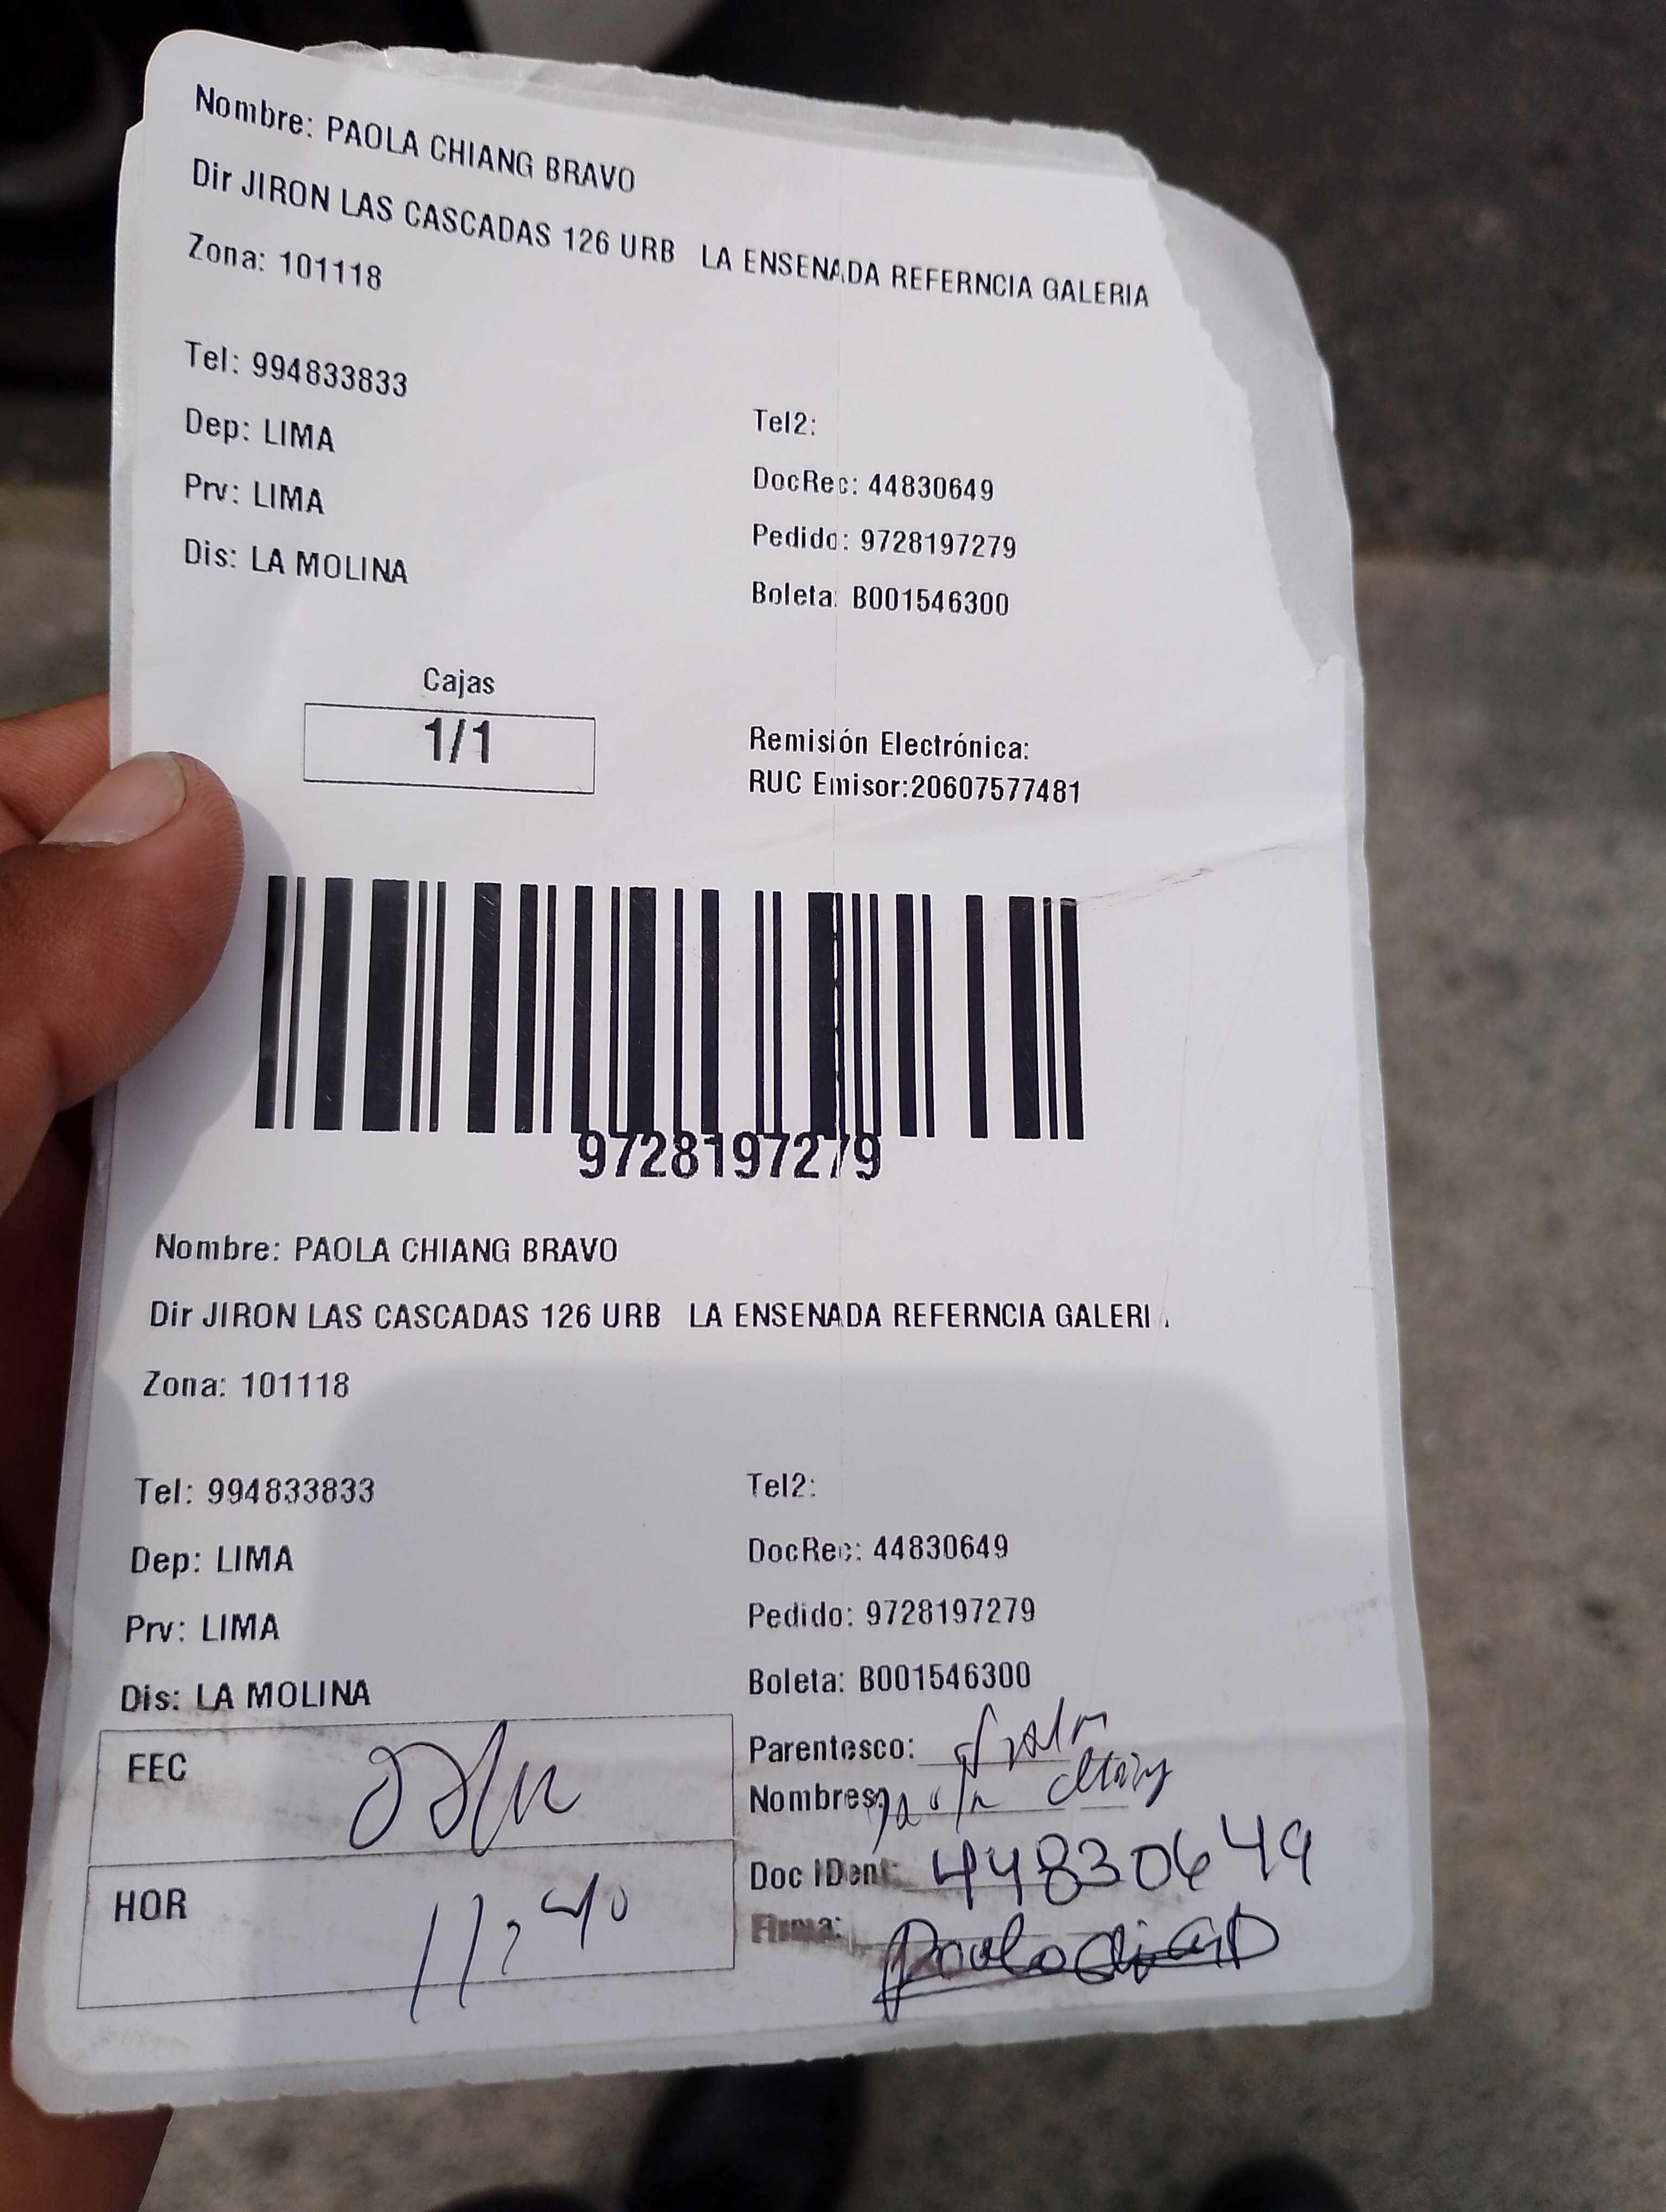 Nombre: PAOLA CHIANG BRAVO
Dir JIRON LAS CASCADAS 126 URB LA ENSENADA REFERNCIA GALERIA
Zona: 101118
Tel: 994833833
Tel2:
Dep: LIMA
DocRec: 44830649
Prv: LIMA
Pedido: 9728197279
Dis: LA MOLINA
Boleta: B001546300
Cajas
1/1
Remisión Electrónica:
RUC Emisor:20607577481
9728197279
Nombre: PAOLA CHIANG BRAVO
Dir JIRON LAS CASCADAS 126 URB LA ENSENADA REFERNCIA GALERI
Zona: 101118
Tel: 994833833
Tel2:
Dep: LIMA
DocRec: 44830649
Prv: LIMA
Pedido: 9728197279
Dis: LA MOLINA
Boleta: B001546300
FEC
Parentesco:
Nombres:
HOR 11:40
Doc IDent: 44830649
Firma: